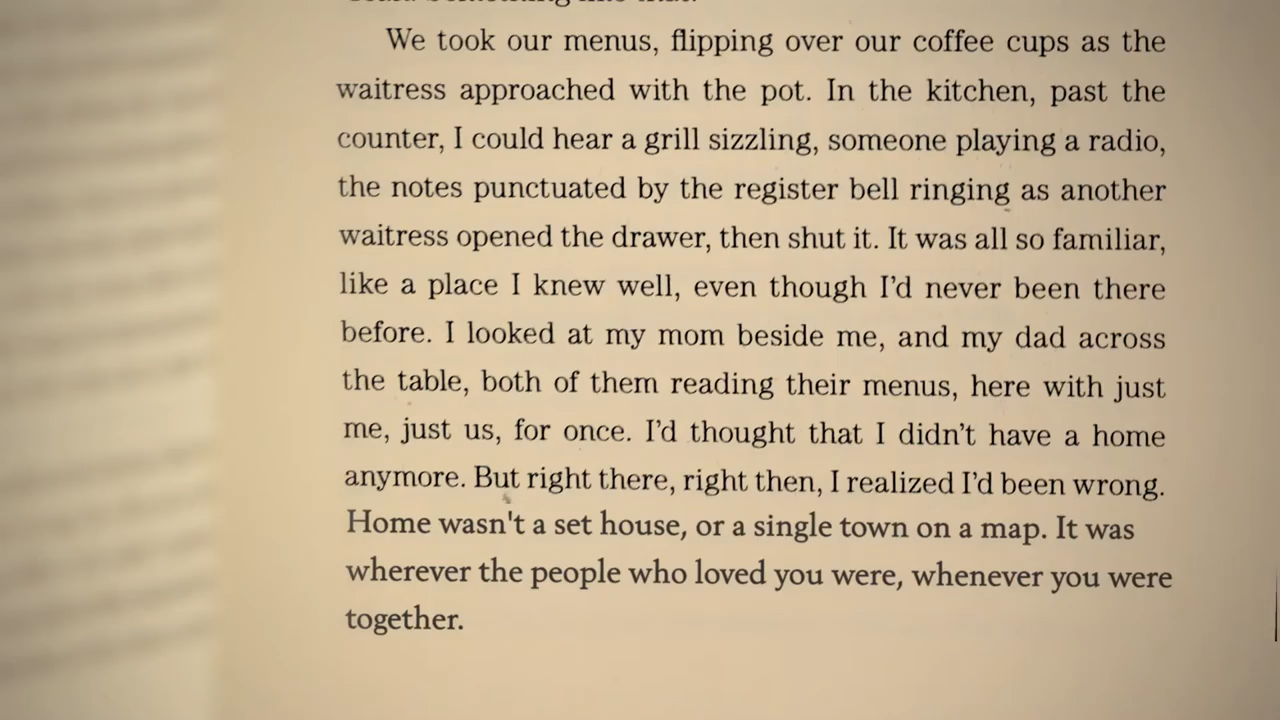 We took our menus, flipping over our coffee cups as the
waitress approached with the pot. In the kitchen, past the
counter, I could hear a grill sizzling, someone playing a radio,
the notes punctuated by the register bell ringing as another
waitress opened the drawer, then shut it. It was all so familiar,
like a place I knew well, even though I’d never been there
before. I looked at my mom beside me, and my dad across
the table, both of them reading their menus, here with just
me, just us, for once. I’d thought that I didn’t have a home
anymore. But right there, right then, I realized I’d been wrong.
Home wasn't a set house, or a single town on a map. It was
wherever the people who loved you were, whenever you were
together.